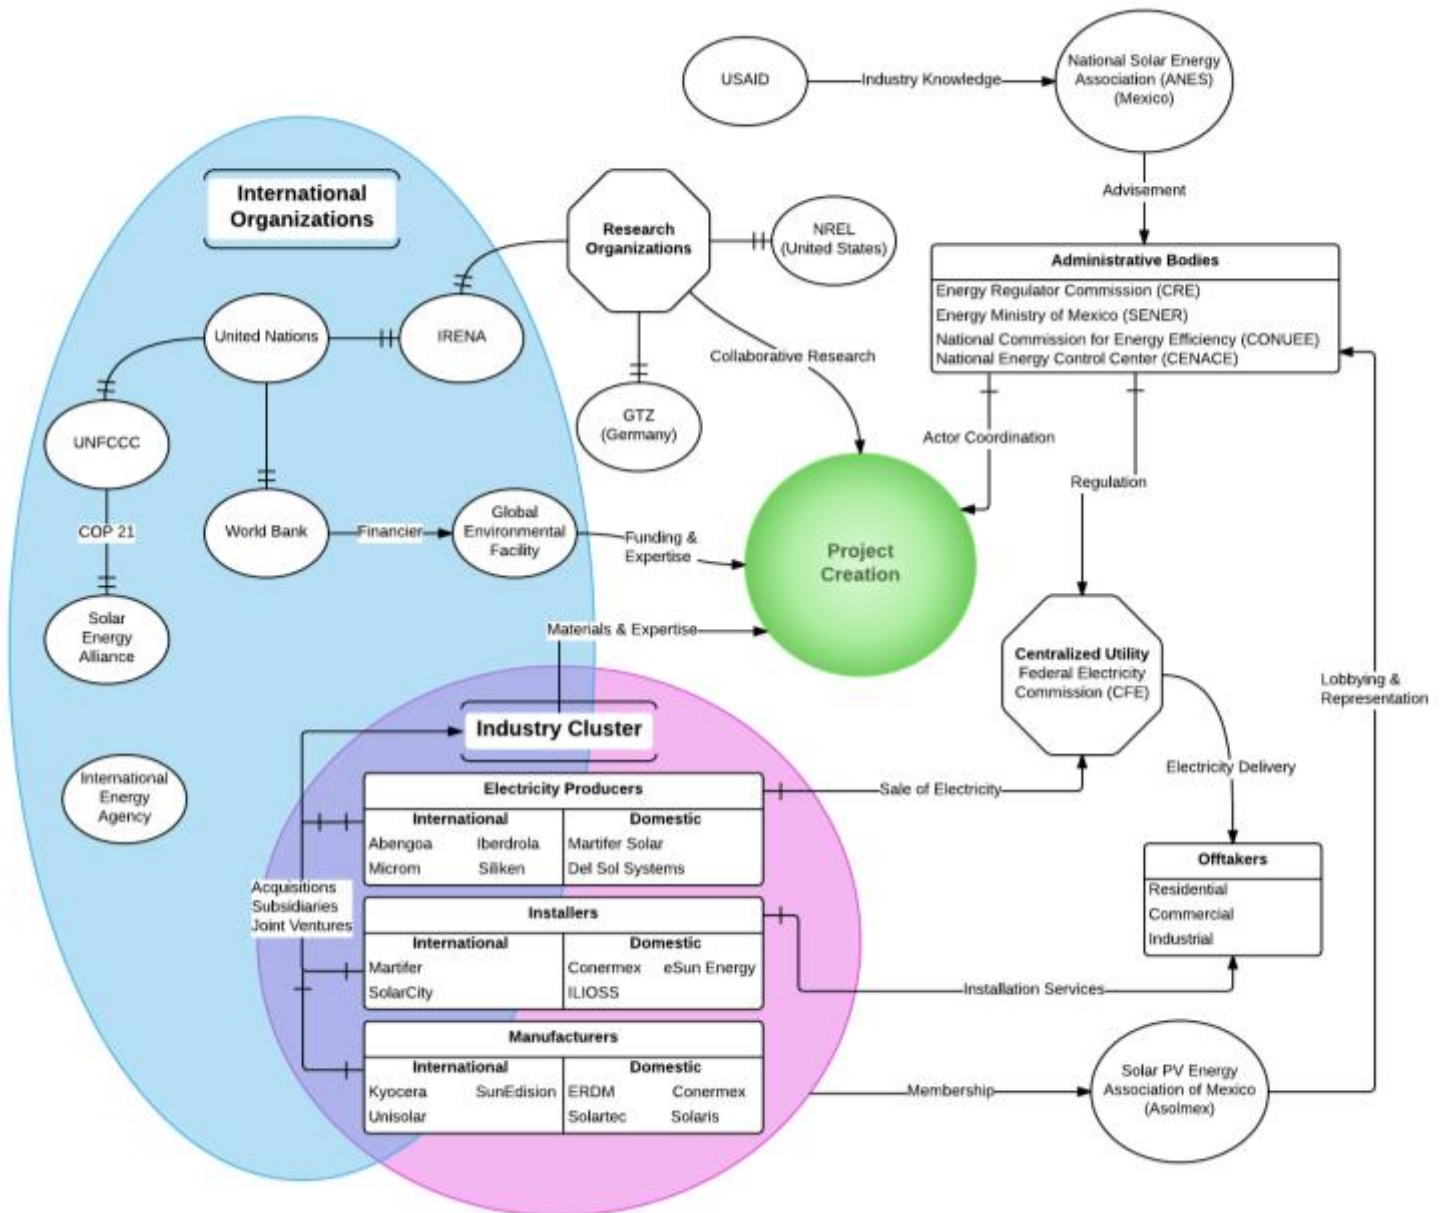 USAID
Industry Knowledge
National Solar Energy
Association (ANES)
(Mexico)
Advisement
International
Organizations
Research
Organizations
NREL
(United States)
Administrative Bodies
Energy Regulator Commission (CRE)
Energy Ministry of Mexico (SENER)
National Commission for Energy Efficiency (CONUEE)
National Energy Control Center (CENACE)
United Nations
IRENA
Collaborative Research
GTZ
(Germany)
UNFCCC
Actor Coordination
Regulation
COP 21
World Bank
Financier
Global
Environmental
Facility
Funding &
Expertise
Project
Creation
Solar
Energy
Alliance
Materials & Expertise
Centralized Utility
Federal Electricity
Commission (CFE)
Lobbying &
Representation
Industry Cluster
International
Energy
Agency
Electricity Producers
International
Domestic
Abengoa
Iberdrola
Martifer Solar
Microm
Siliken
Del Sol Systems
Sale of Electricity
Electricity Delivery
Offtakers
Residential
Commercial
Industrial
Acquisitions
Subsidiaries
Joint Ventures
Installers
International
Domestic
Martifer
Conermex
eSun Energy
SolarCity
ILIOSS
Installation Services
Manufacturers
International
Domestic
Kyocera
SunEdision
ERDM
Conermex
Unisolar
Solartec
Solaris
Membership
Solar PV Energy
Association of Mexico
(Asolmex)